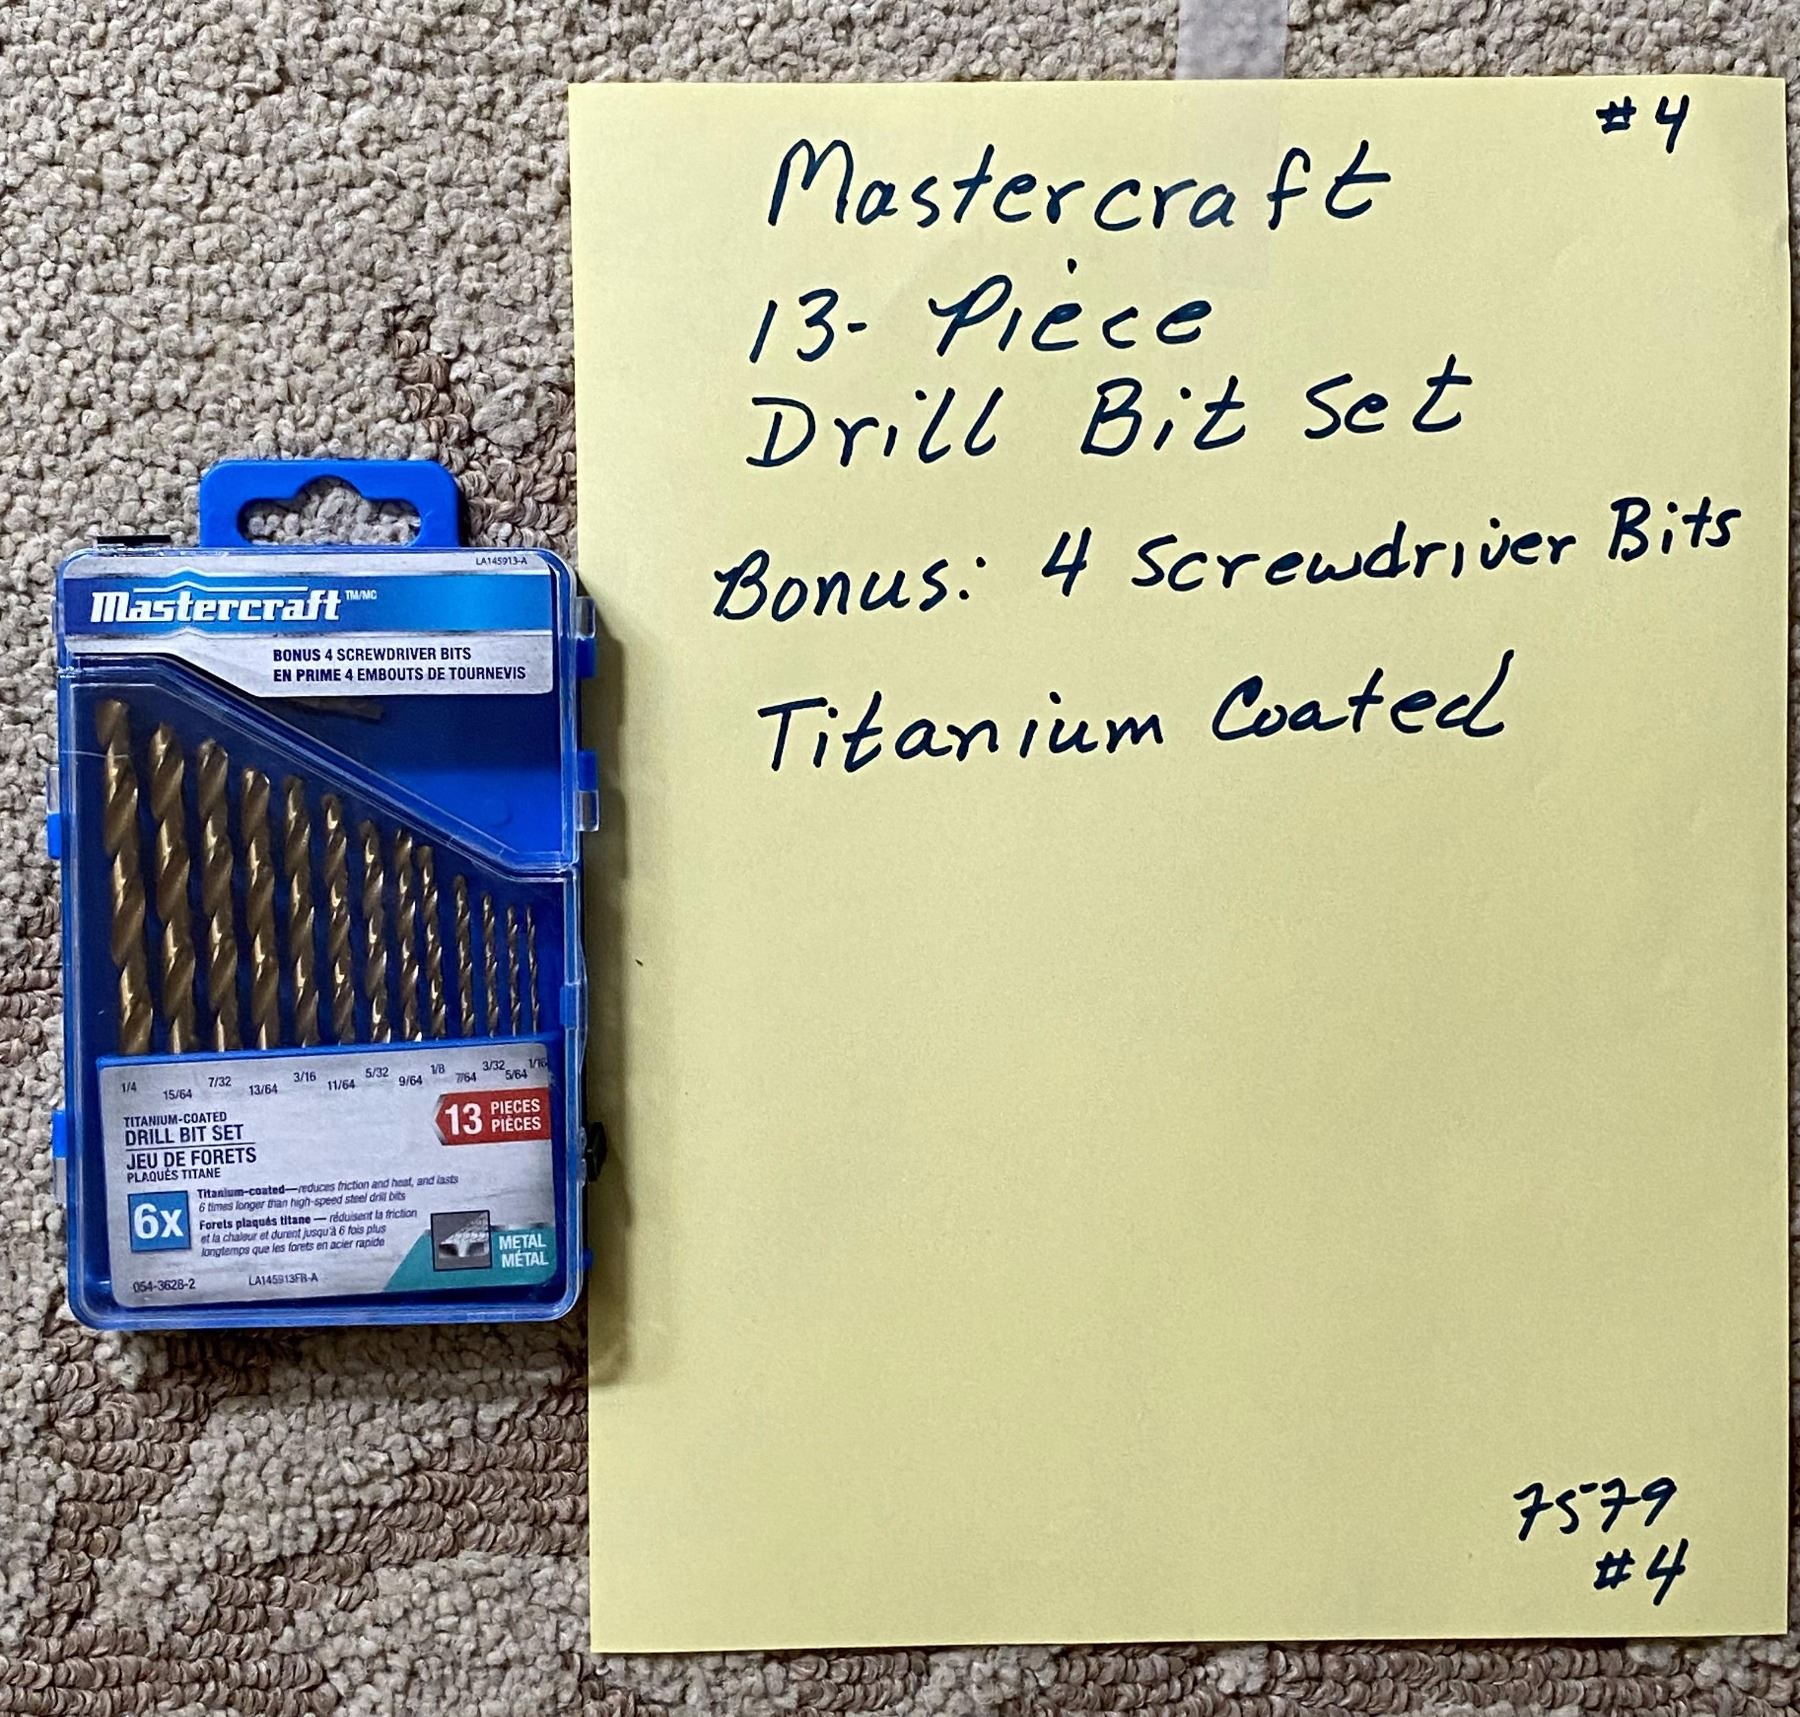 LA145913-A
Mastercraft TM/MC
BONUS 4 SCREWDRIVER BITS
EN PRIME 4 EMBOUTS DE TOURNEVIS
1/4 15/64 7/32 13/64 3/16 11/64 5/32 9/64 1/8 7/64 3/32 5/64 1/16
TITANIUM-COATED
DRILL BIT SET
JEU DE FORETS
PLAQUÉS TITANE
13 PIECES
PIÈCES
6x
Titanium-coated—reduces friction and heat, and lasts
6 times longer than high-speed steel drill bits
Forets plaqués titane — réduisent la friction
et la chaleur et durent jusqu'à 6 fois plus
longtemps que les forets en acier rapide
METAL
MÉTAL
054-3628-2 LA145913FB-A
#4
Mastercraft
13- Piece
Drill Bit Set
Bonus: 4 Screwdriver Bits
Titanium Coated
7579
#4